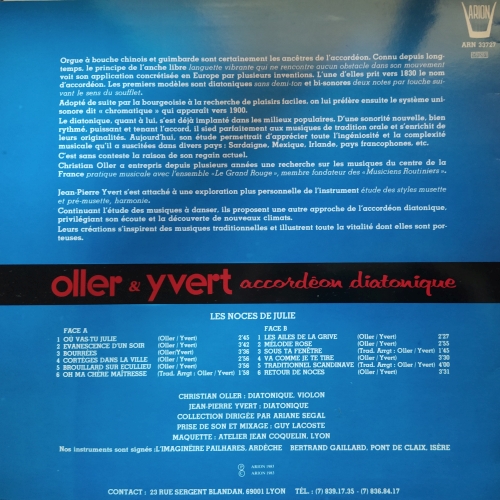 ARION
ARN 33727
Orgue à bouche chinois et guimbarde sont certainement les ancêtres de l'accordéon. Connu depuis long-
temps, le principe de l'anche libre languette vibrante qui ne rencontre aucun obstacle dans son mouvement
voit son application concrétisée en Europe par plusieurs inventions. L'une d'elles prit vers 1830 le nom
d'accordéon. Les premiers modèles sont diatoniques sans demi-ton et bi-sonores deux notes par touche sui-
vant le sens du soufflet.
Adopté de suite par la bourgeoisie à la recherche de plaisirs faciles, on lui préfère ensuite le système uni-
sonore dit « chromatique » qui apparaît vers 1900.
Le diatonique, quant à lui, s'est déjà implanté dans les milieux populaires. D'une sonorité nouvelle, bien
rythmé, puissant et tenant l'accord, il sied parfaitement aux musiques de tradition orale et s'enrichit de
leurs originalités. Aujourd'hui, son étude permettrait d'apprécier toute l'ingéniosité et la complexité
musicale qu'il a suscitées dans divers pays : Sardaigne, Mexique, Irlande, pays francophones, etc.
C'est sans conteste la raison de son regain actuel.
Christian Oller a entrepris depuis plusieurs années une recherche sur les musiques du centre de la
France pratique musicale avec l'ensemble «Le Grand Rouge», membre fondateur des «Musiciens Routiniers».
Jean-Pierre Yvert s'est attaché à une exploration plus personnelle de l'instrument étude des styles musette
et pré-musette, harmonie.
Continuant l'étude des musiques à danser, ils proposent une autre approche de l'accordéon diatonique,
privilégiant son écoute et la découverte de nouveaux climats.
Leurs créations s'inspirent des musiques traditionnelles et illustrent toute la vitalité dont elles sont por-
teuses.
oller & yvert accordéon diatonique
LES NOCES DE JULIE
FACE A
1 OÙ VAS-TU JULIE (Oller / Yvert) 2'45
2 EVANESCENCE D'UN SOIR (Oller / Yvert) 3'42
3 BOURRÉES (Oller/Yvert) 3'36
4 CORTEGES DANS LA VILLE (Oller / Yvert) 2'58
5 BROUILLARD SUR ECULLIEU (Oller / Yvert) 3'56
6 OH MA CHÈRE MAÎTRESSE (Trad. Arrgt : Oller / Yvert) 1'58
FACE B
1 LES AILES DE LA GRIVE (Oller / Yvert) 2'27
2 MÉLODIE ROSE (Oller / Yvert) 2'55
3 SOUS TA FENÊTRE (Trad. Arrgt : Oller / Yvert) 1'45
4 VA COMME JE TE TIRE (Oller / Yvert) 3'30
5 TRADITIONNEL SCANDINAVE (Trad. Arrgt : Oller / Yvert) 4'00
6 RETOUR DE NOCES (Oller / Yvert) 3'31
CHRISTIAN OLLER : DIATONIQUE, VIOLON
JEAN-PIERRE YVERT : DIATONIQUE
COLLECTION DIRIGÉE PAR ARIANE SEGAL
PRISE DE SON ET MIXAGE : GUY LACOSTE
MAQUETTE : ATELIER JEAN COQUELIN, LYON
Nos instruments sont signés : L'IMAGINÈIRE PAILHARES, ARDÈCHE BERTRAND GAILLARD, PONT DE CLAIX, ISÈRE
Ⓟ ARION 1983
© ARION 1983
CONTACT : 23 RUE SERGENT BLANDAN, 69001 LYON TÉL. : (7) 839.17.35 - (7) 836.84.17